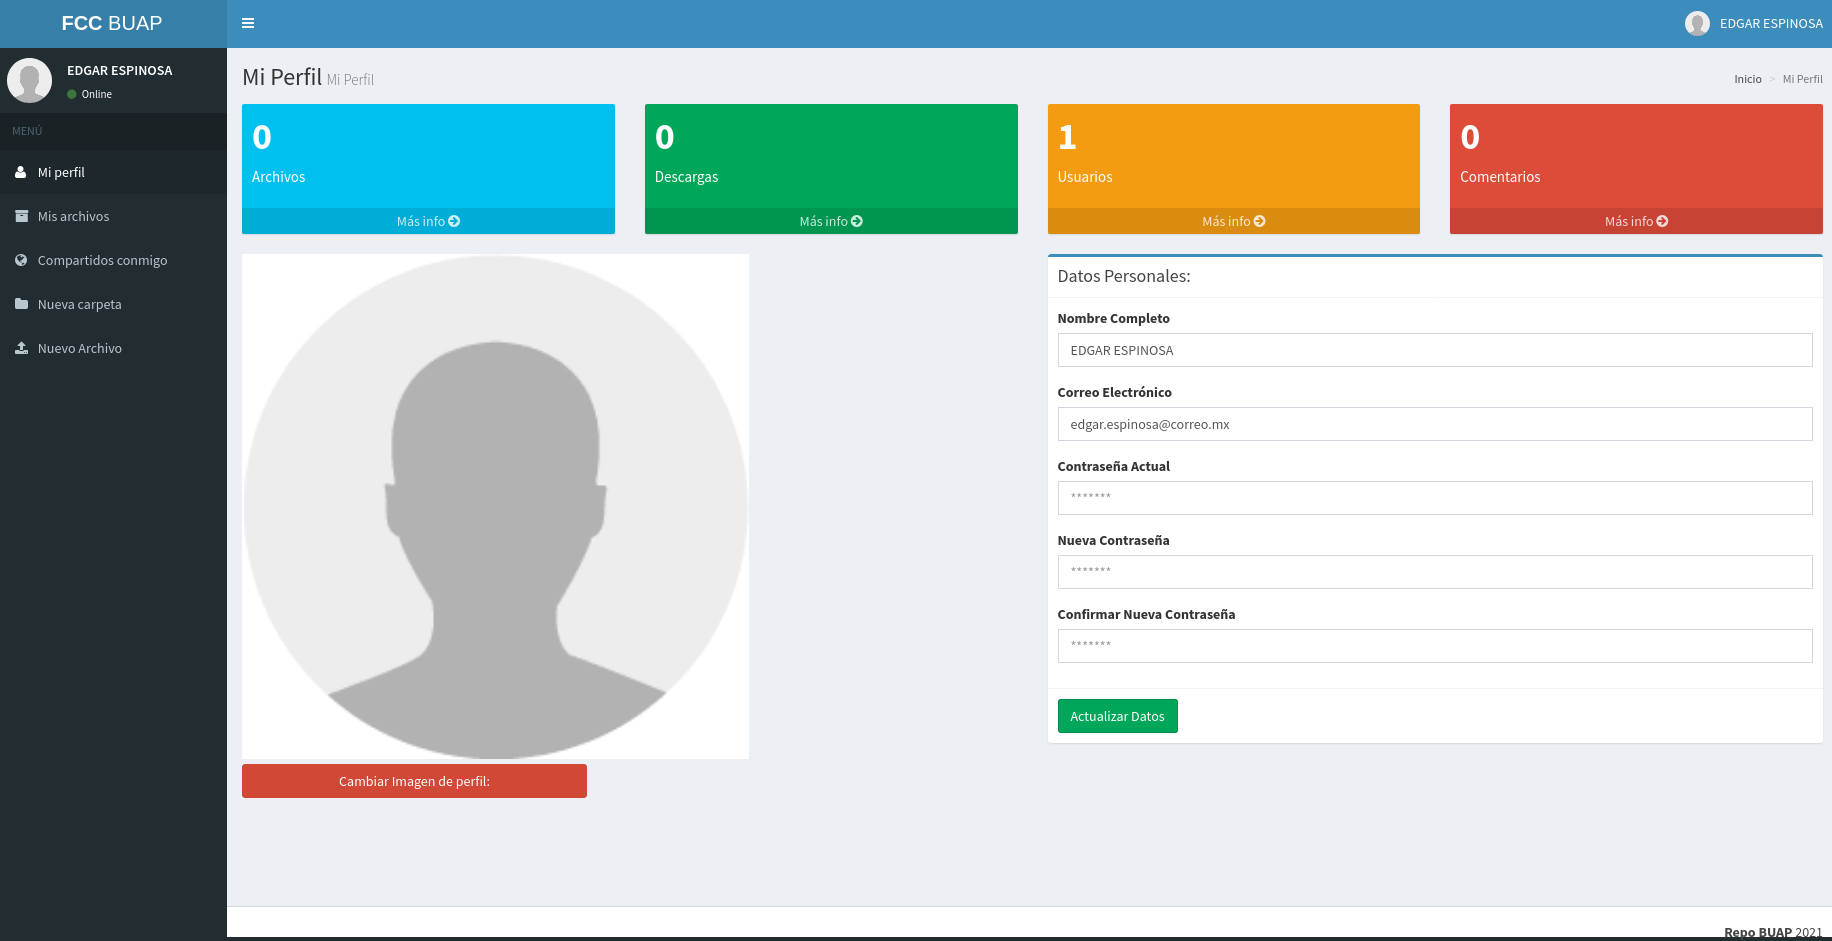 FCC BUAP
EDGAR ESPINOSA
EDGAR ESPINOSA
Online
MENÚ
Mi perfil
Mis archivos
Compartidos conmigo
Nueva carpeta
Nuevo Archivo
Mi Perfil Mi Perfil
Inicio > Mi Perfil
0
Archivos
Más info
0
Descargas
Más info
1
Usuarios
Más info
0
Comentarios
Más info
Cambiar Imagen de perfil:
Datos Personales:
Nombre Completo
EDGAR ESPINOSA
Correo Electrónico
edgar.espinosa@correo.mx
Contraseña Actual
*******
Nueva Contraseña
*******
Confirmar Nueva Contraseña
*******
Actualizar Datos
Repo BUAP 2021